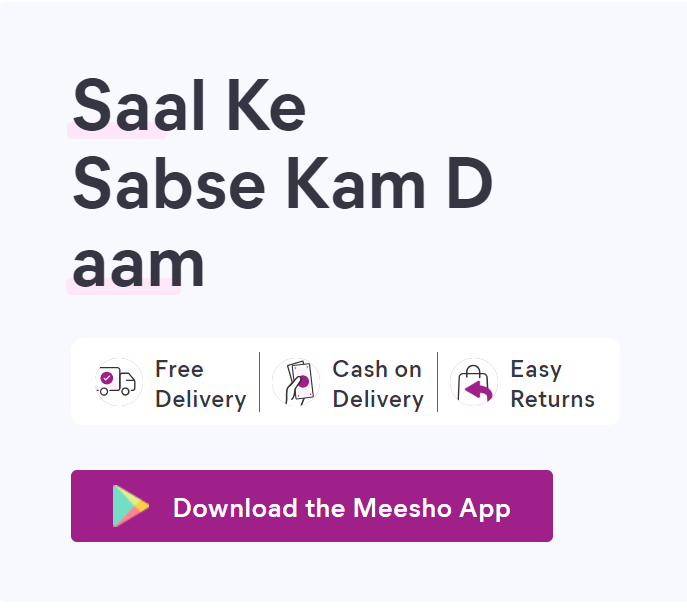 Saal Ke
Sabse Kam D
aam
Free
Delivery
Cash on
Delivery
Easy
Returns
Download the Meesho App